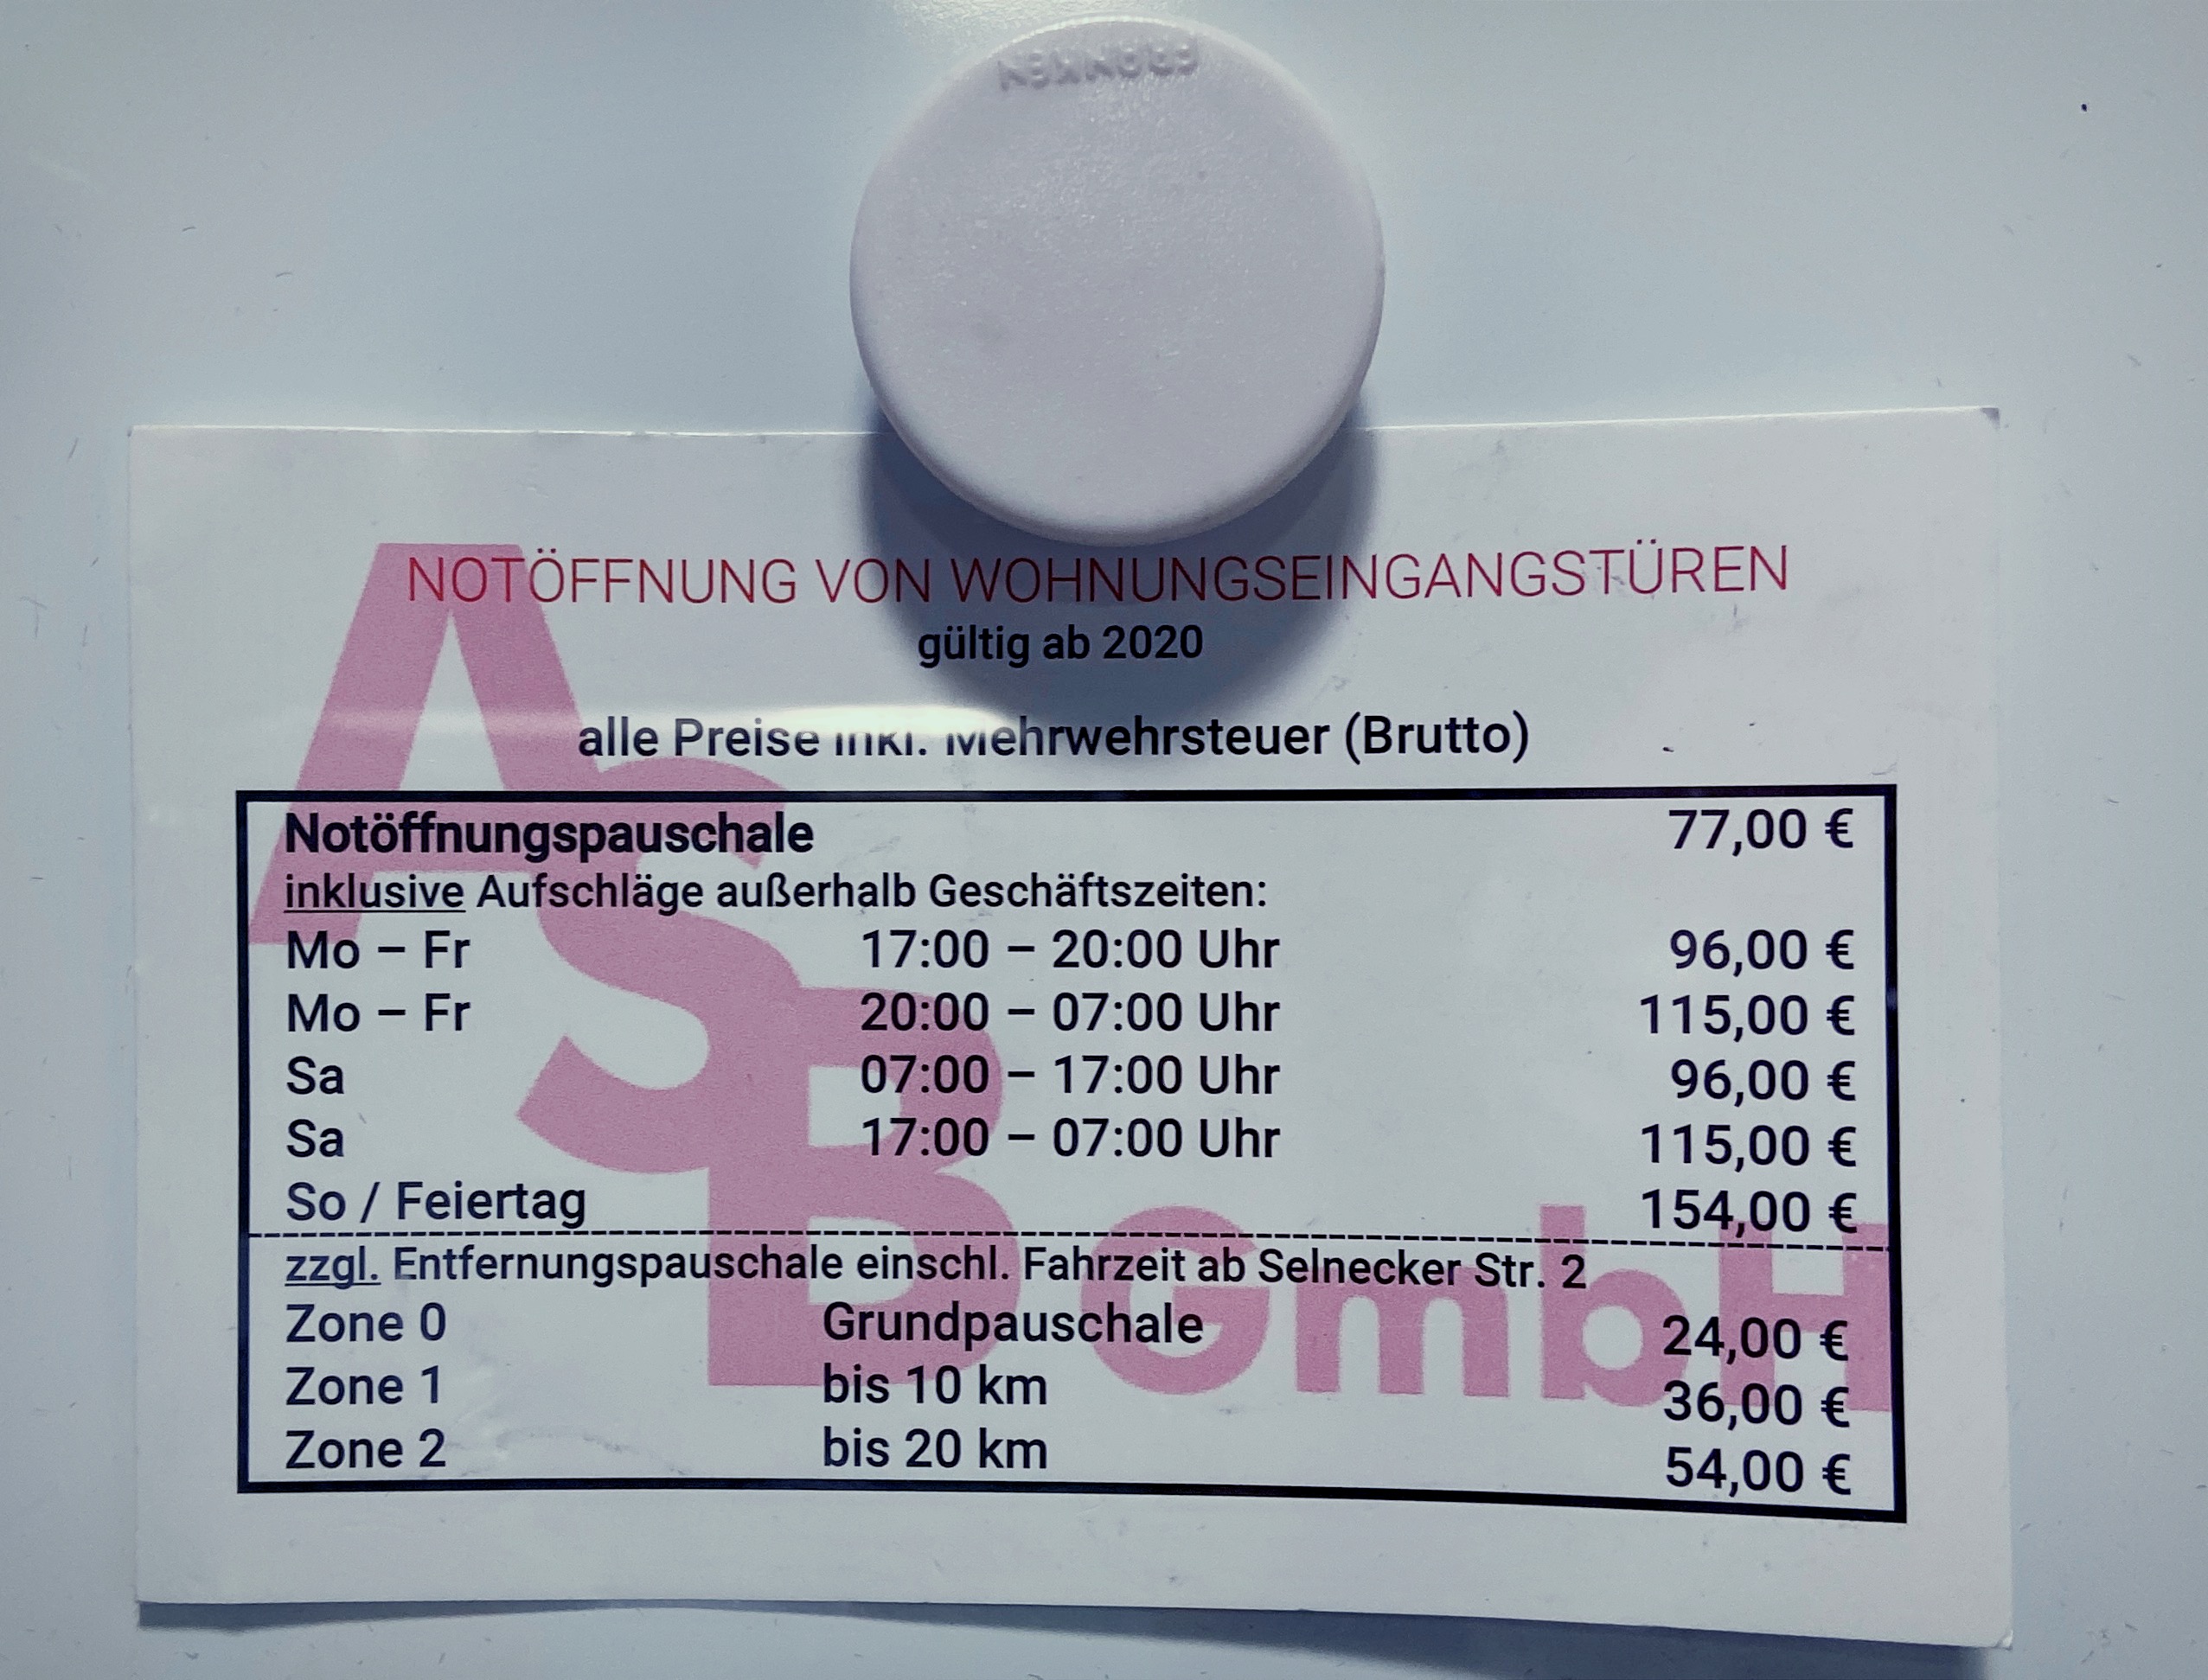 FRANKEN
NOTÖFFNUNG VON WOHNUNGSEINGANGSTÜREN
gültig ab 2020
alle Preise inkl. Mehrwehrsteuer (Brutto)
Notöffnungspauschale 77,00 €
inklusive Aufschläge außerhalb Geschäftszeiten:
Mo – Fr 17:00 – 20:00 Uhr 96,00 €
Mo – Fr 20:00 – 07:00 Uhr 115,00 €
Sa 07:00 – 17:00 Uhr 96,00 €
Sa 17:00 – 07:00 Uhr 115,00 €
So / Feiertag 154,00 €
zzgl. Entfernungspauschale einschl. Fahrzeit ab Selnecker Str. 2
Zone 0 Grundpauschale 24,00 €
Zone 1 bis 10 km 36,00 €
Zone 2 bis 20 km 54,00 €
ASB GmbH